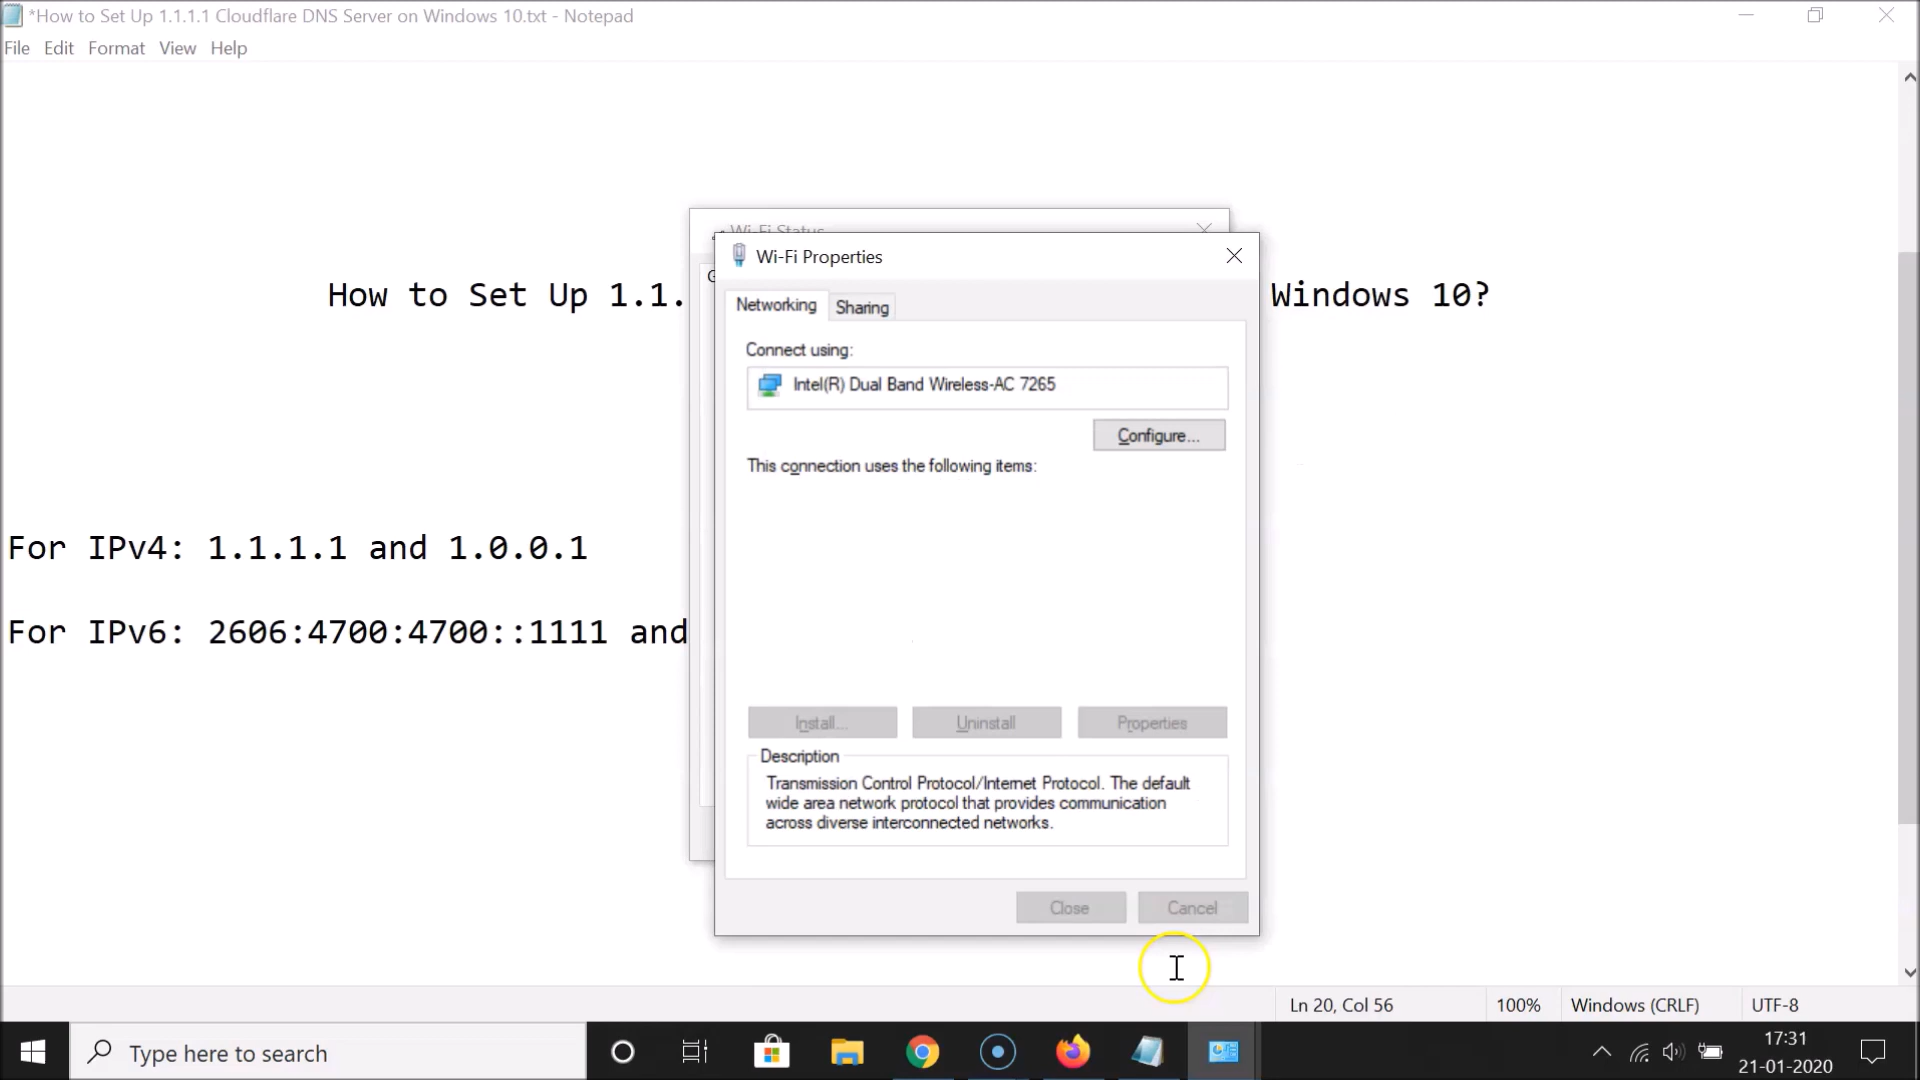 *How to Set Up 1.1.1.1 Cloudflare DNS Server on Windows 10.txt - Notepad
File Edit Format View Help
Wi-Fi Status
Wi-Fi Properties
Networking Sharing
How to Set Up 1.1. Windows 10?
Connect using:
Intel(R) Dual Band Wireless-AC 7265
Configure...
This connection uses the following items:
For IPv4: 1.1.1.1 and 1.0.0.1
For IPv6: 2606:4700:4700::1111 and
Install... Uninstall Properties
Description
Transmission Control Protocol/Internet Protocol. The default
wide area network protocol that provides communication
across diverse interconnected networks.
Close Cancel
Ln 20, Col 56 100% Windows (CRLF) UTF-8
Type here to search
17:31
21-01-2020